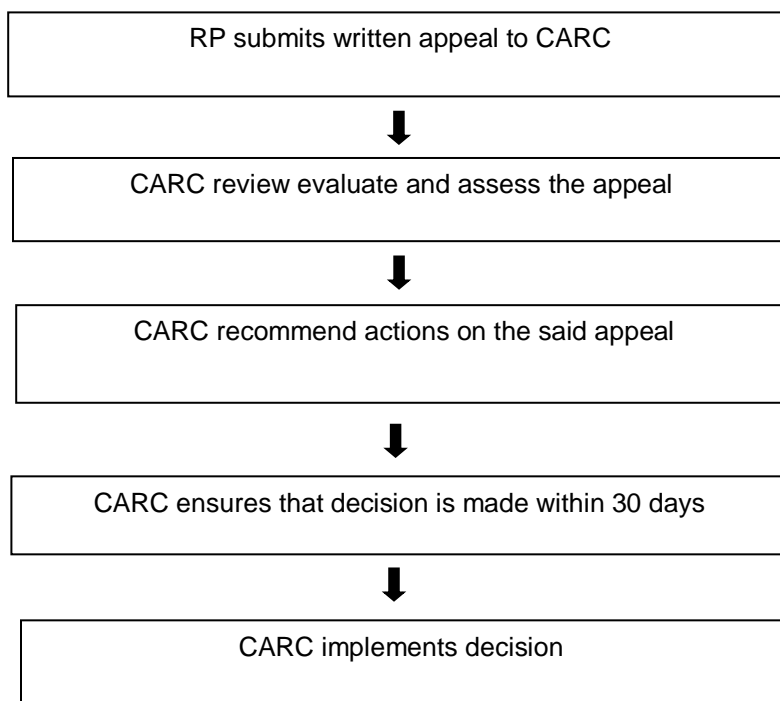 RP submits written appeal to CARC
CARC review evaluate and assess the appeal
CARC recommend actions on the said appeal
CARC ensures that decision is made within 30 days
CARC implements decision